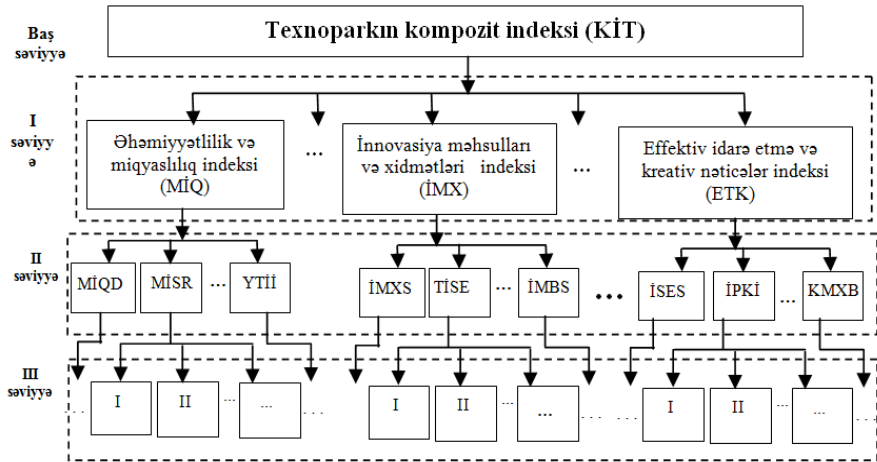 Baş
səviyyə
Texnoparkın kompozit indeksi (KİT)
I
səviyy
ə
Əhəmiyyətlilik və
miqyaslılıq indeksi
(MİQ)
...
İnnovasiya məhsulları
və xidmətləri indeksi
(İMX)
...
Effektiv idarə etmə və
kreativ nəticələr indeksi
(ETK)
II
səviyyə
MİQD
MİSR
...
YTİİ
İMXS
TİSE
...
İMBS
...
İSES
İPKİ
...
KMXB
III
səviyyə
...
I
II
...
...
...
I
II
...
...
...
...
I
II
...
...
...